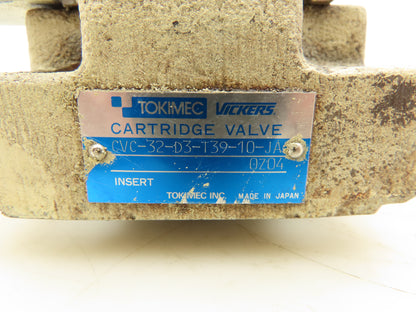 TOKIMEC VICKERS
CARTRIDGE VALVE
CVC-32-D3-T39-10-JA
0704
INSERT
TOKIMEC INC. MADE IN JAPAN